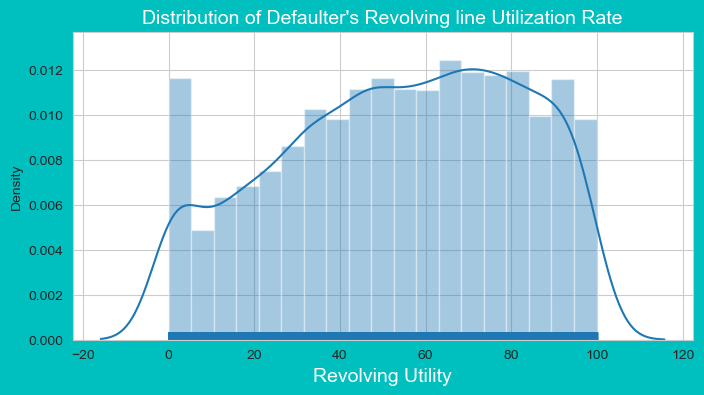 Distribution of Defaulter's Revolving line Utilization Rate
Density
0.012
0.010
0.008
0.006
0.004
0.002
0.000
−20 0 20 40 60 80 100 120
Revolving Utility